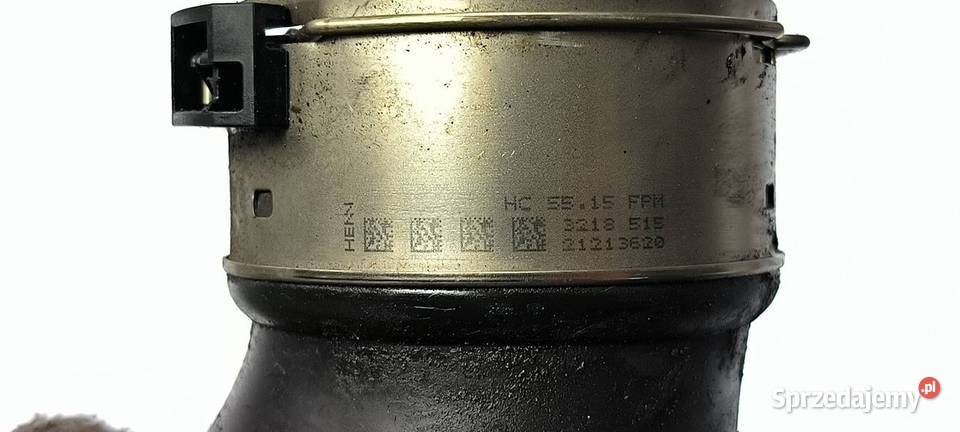 HC 55.15 FPM
HENN
3218 515
21213620
Sprzedajemy.pl